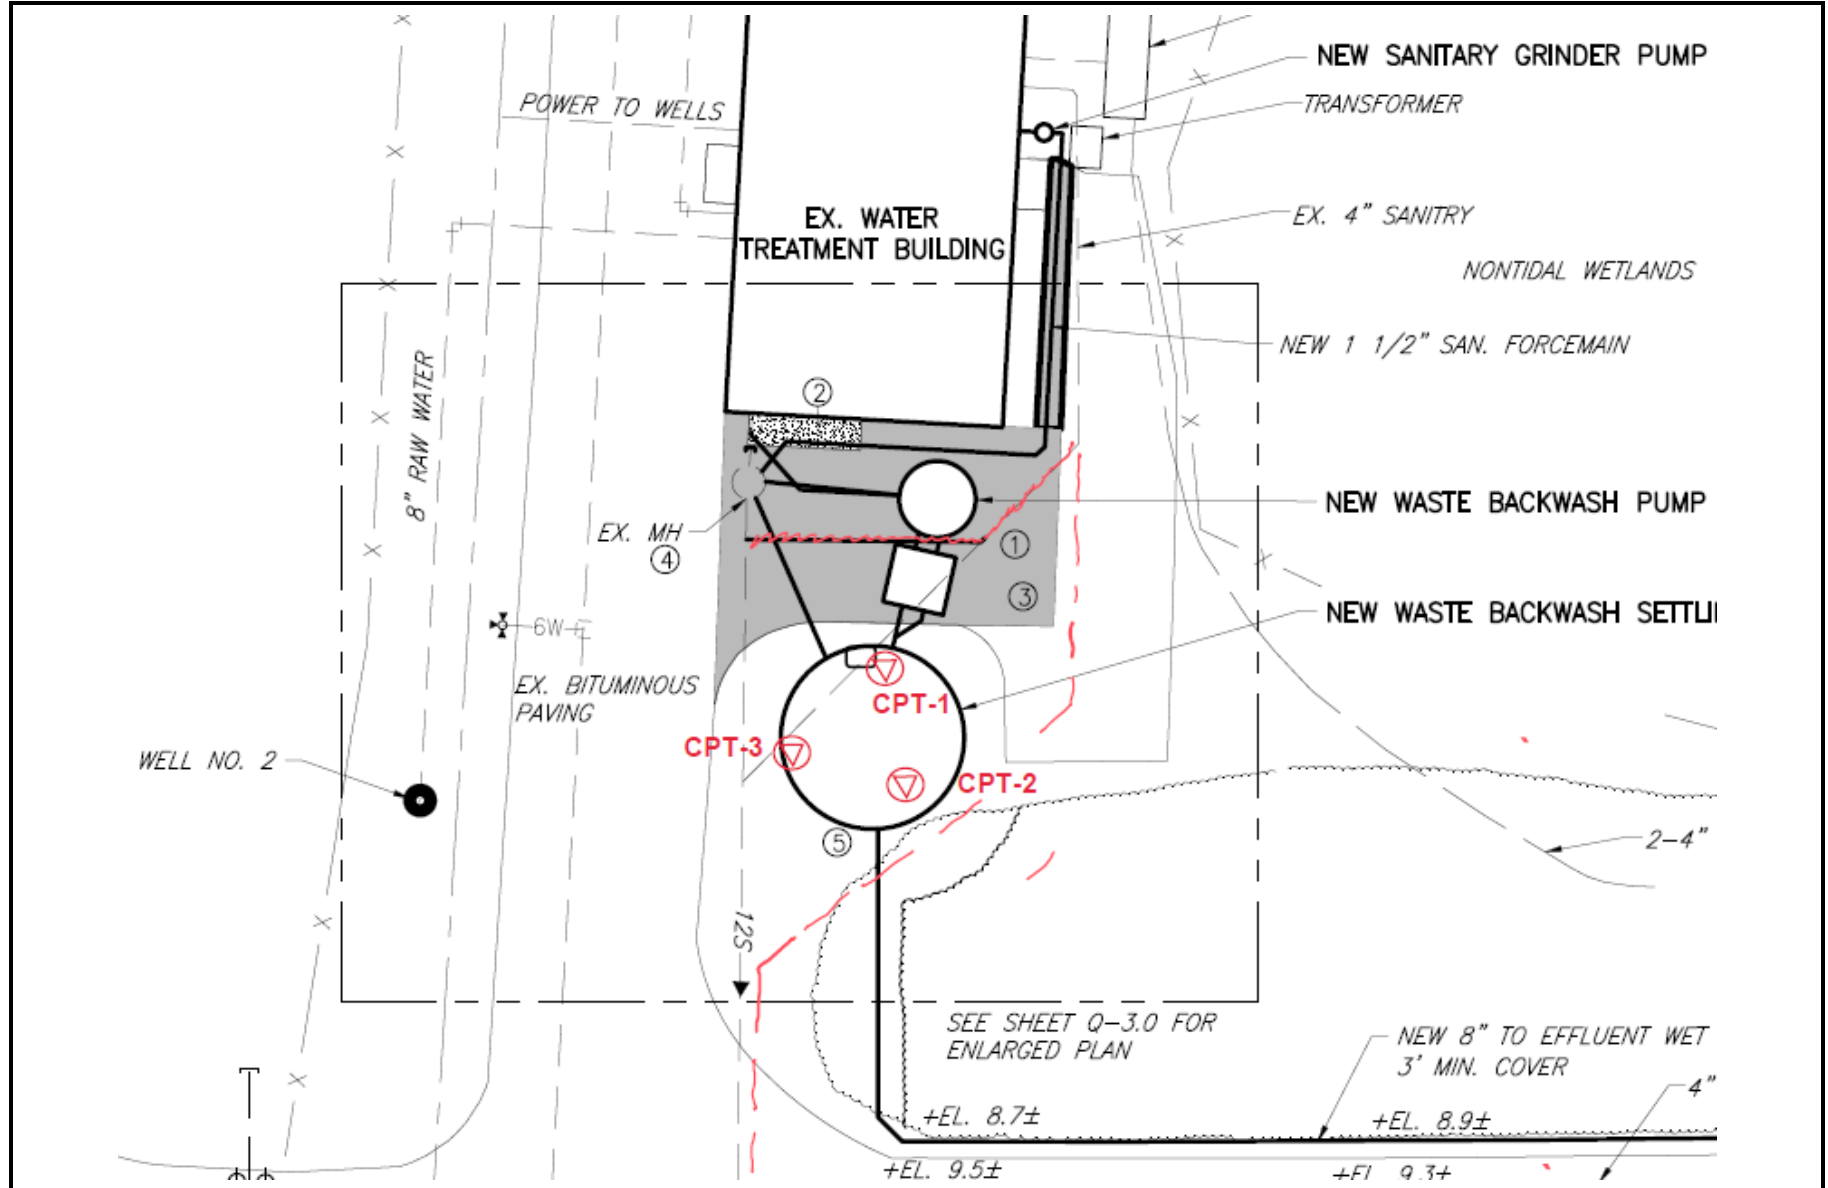 NEW SANITARY GRINDER PUMP
POWER TO WELLS
TRANSFORMER
EX. WATER
TREATMENT BUILDING
EX. 4" SANITRY
NONTIDAL WETLANDS
NEW 1 1/2" SAN. FORCEMAIN
8" RAW WATER
2
NEW WASTE BACKWASH PUMP
EX. MH
4
1
3
NEW WASTE BACKWASH SETTLI
6W
EX. BITUMINOUS
PAVING
CPT-1
CPT-3
CPT-2
WELL NO. 2
5
2-4"
12S
SEE SHEET Q-3.0 FOR
ENLARGED PLAN
NEW 8" TO EFFLUENT WET
3' MIN. COVER
4"
+EL. 8.7±
+EL. 8.9±
+EL. 9.5±
+EL. 9.3±